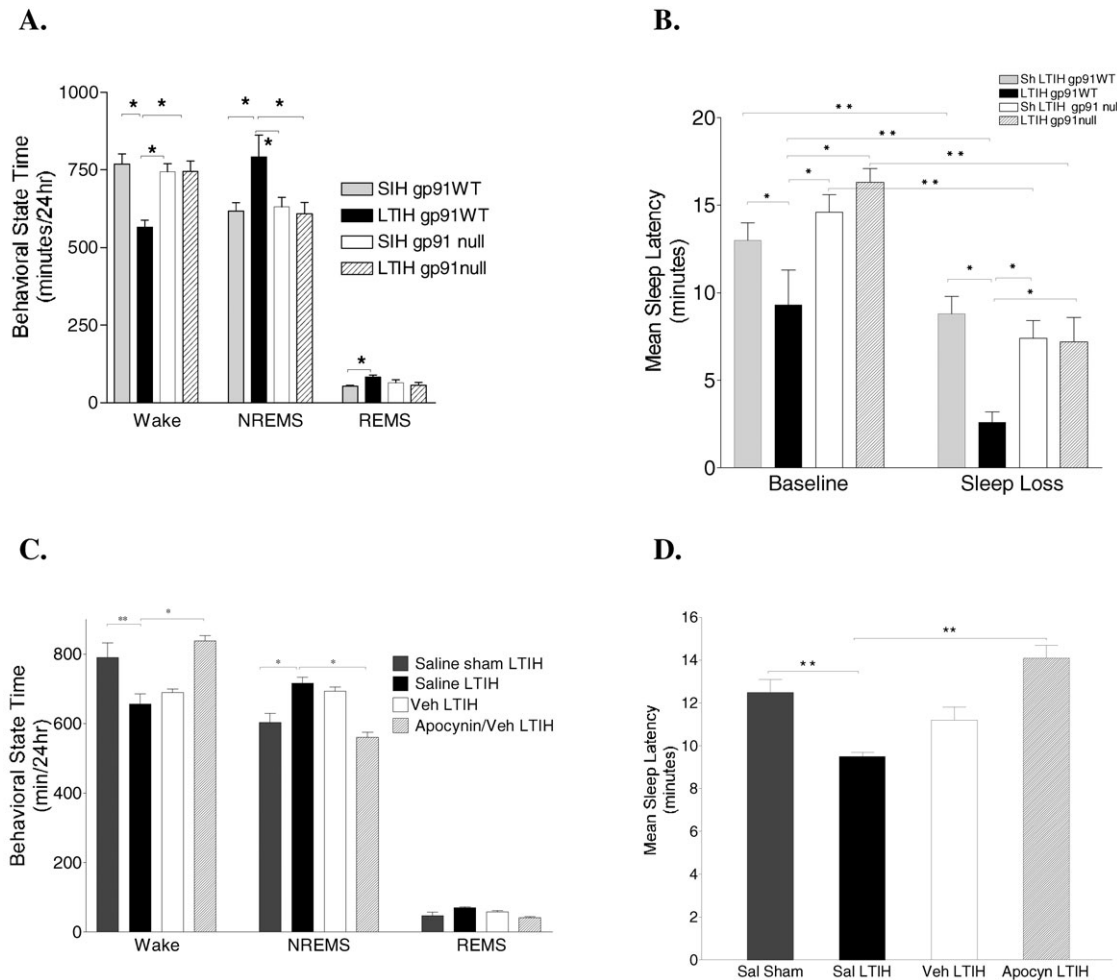 A.
Behavioral State Time
(minutes/24hr)
1000
750
500
250
0
* *
*
* *
*
*
Wake NREMS REMS
SIH gp91WT
LTIH gp91WT
SIH gp91 null
LTIH gp91null
B.
Sh LTIH gp91WT
LTIH gp91WT
Sh LTIH gp91 nul
LTIH gp91null
Mean Sleep Latency
(minutes)
20
15
10
5
0
**
**
*
**
*
**
*
* *
*
Baseline Sleep Loss
C.
Behavioral State Time
(min/24hr)
800
600
400
200
0
** *
* *
Wake NREMS REMS
Saline sham LTIH
Saline LTIH
Veh LTIH
Apocynin/Veh LTIH
D.
Mean Sleep Latency
(minutes)
16
14
12
10
8
6
4
2
0
**
**
Sal Sham Sal LTIH Veh LTIH Apocyn LTIH